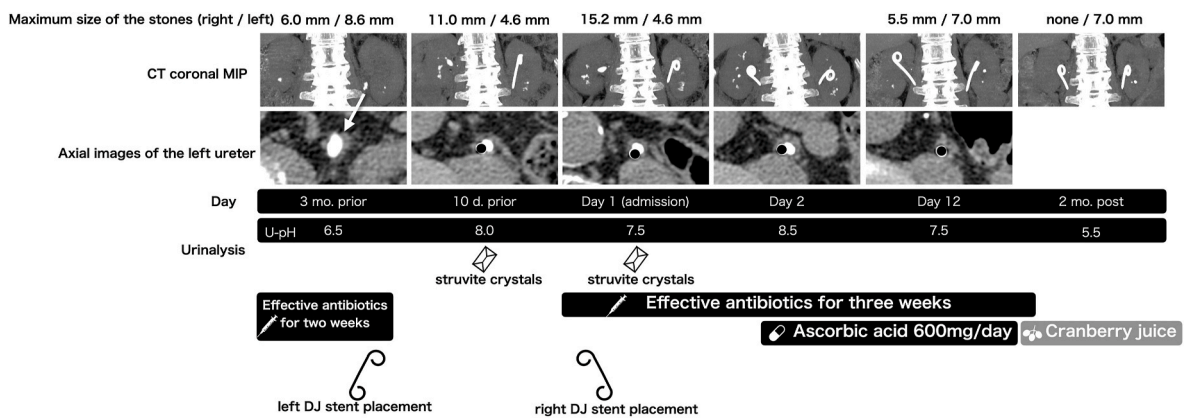 Maximum size of the stones (right / left) 6.0 mm / 8.6 mm 11.0 mm / 4.6 mm 15.2 mm / 4.6 mm 5.5 mm / 7.0 mm none / 7.0 mm
CT coronal MIP
Axial images of the left ureter
Day 3 mo. prior 10 d. prior Day 1 (admission) Day 2 Day 12 2 mo. post
Urinalysis
U-pH 6.5 8.0 7.5 8.5 7.5 5.5
struvite crystals struvite crystals
Effective antibiotics
for two weeks
Effective antibiotics for three weeks
Ascorbic acid 600mg/day Cranberry juice
left DJ stent placement right DJ stent placement